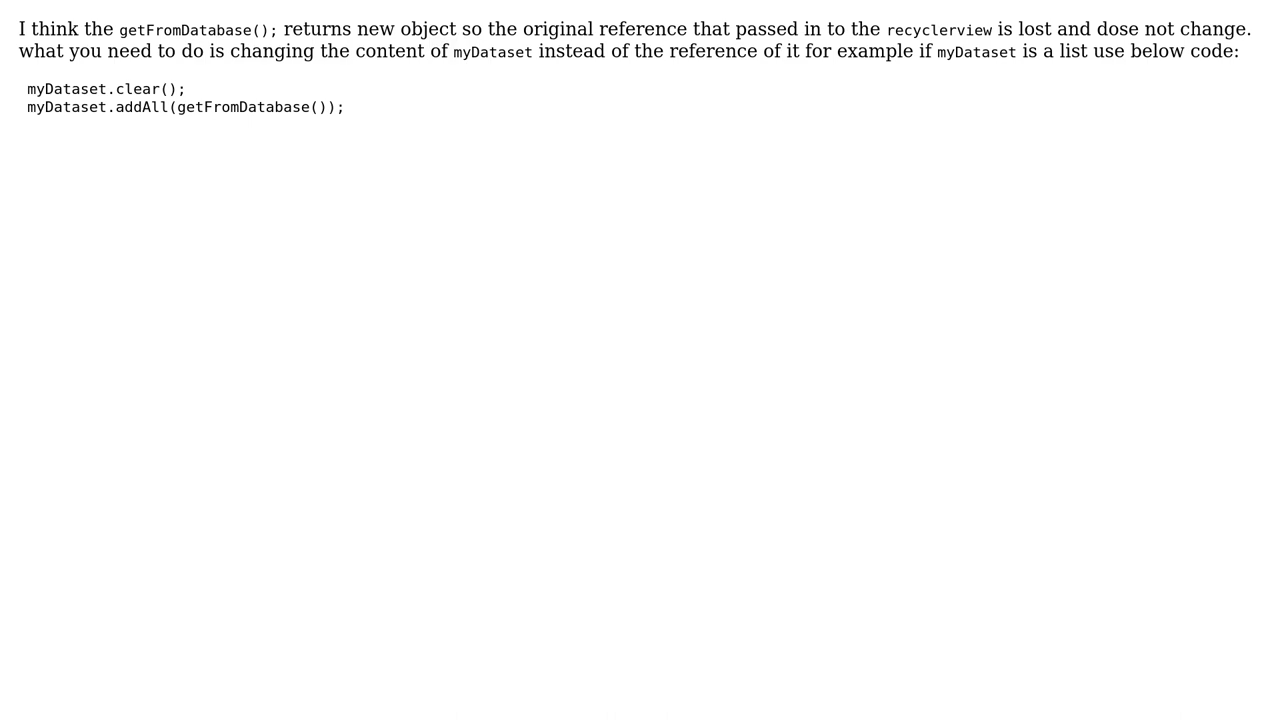 I think the getFromDatabase(); returns new object so the original reference that passed in to the recyclerview is lost and dose not change.
what you need to do is changing the content of myDataset instead of the reference of it for example if myDataset is a list use below code:
myDataset.clear();
myDataset.addAll(getFromDatabase());